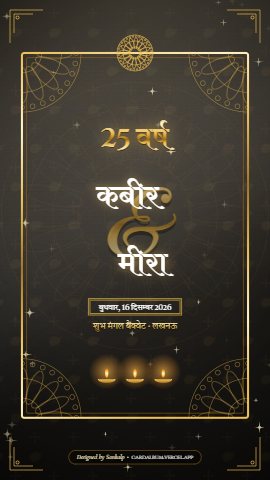 25 वर्ष
कबीर
&
मीरा
बुधवार, 16 दिसम्बर 2026
शुभ मंगल बैंक्वेट • लखनऊ
Designed by Sankalp • CARDALBUM.VERCEL.APP